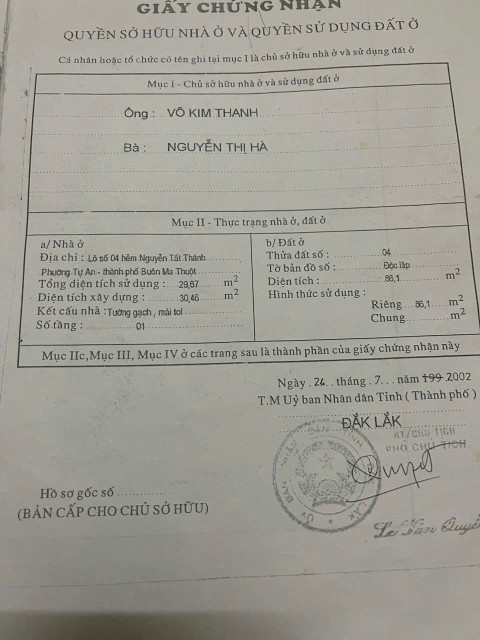 GIẤY CHỨNG NHẬN
QUYỀN SỞ HỮU NHÀ Ở VÀ QUYỀN SỬ DỤNG ĐẤT Ở
Cá nhân hoặc tổ chức có tên ghi tại mục I là chủ sở hữu nhà ở và sử dụng đất ở
Mục I - Chủ sở hữu nhà ở và sử dụng đất ở
Ông : VÕ KIM THANH
Bà : NGUYỄN THỊ HÀ
Mục II - Thực trạng nhà ở, đất ở
a/ Nhà ở
Địa chỉ : Lô số 04 hẻm Nguyễn Tất Thành
Phường Tự An - thành phố Buôn Ma Thuột
Tổng diện tích sử dụng : 29,67 m2
Diện tích xây dựng : 30,46 m2
Kết cấu nhà : Tường gạch , mái tol
Số tầng : 01
b/ Đất ở
Thửa đất số : 04
Tờ bản đồ số : Độc lập
Diện tích : 86,1 m2
Hình thức sử dụng :
Riêng 86,1 m2
Chung m2
Mục IIc, Mục III, Mục IV ở các trang sau là thành phần của giấy chứng nhận này
Ngày . 24 . . tháng . 7 . . . năm 199 2002
T.M Uỷ ban Nhân dân Tỉnh ( Thành phố )
ĐẮK LẮK
KT/CHỦ TỊCH
PHÓ CHỦ TỊCH
Hồ sơ gốc số
(BẢN CẤP CHO CHỦ SỞ HỮU)
Lê Văn Quyết